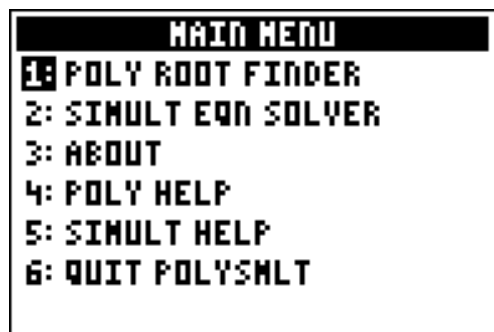 MAIN MENU
1: POLY ROOT FINDER
2: SIMULT EQN SOLVER
3: ABOUT
4: POLY HELP
5: SIMULT HELP
6: QUIT POLYSMLT